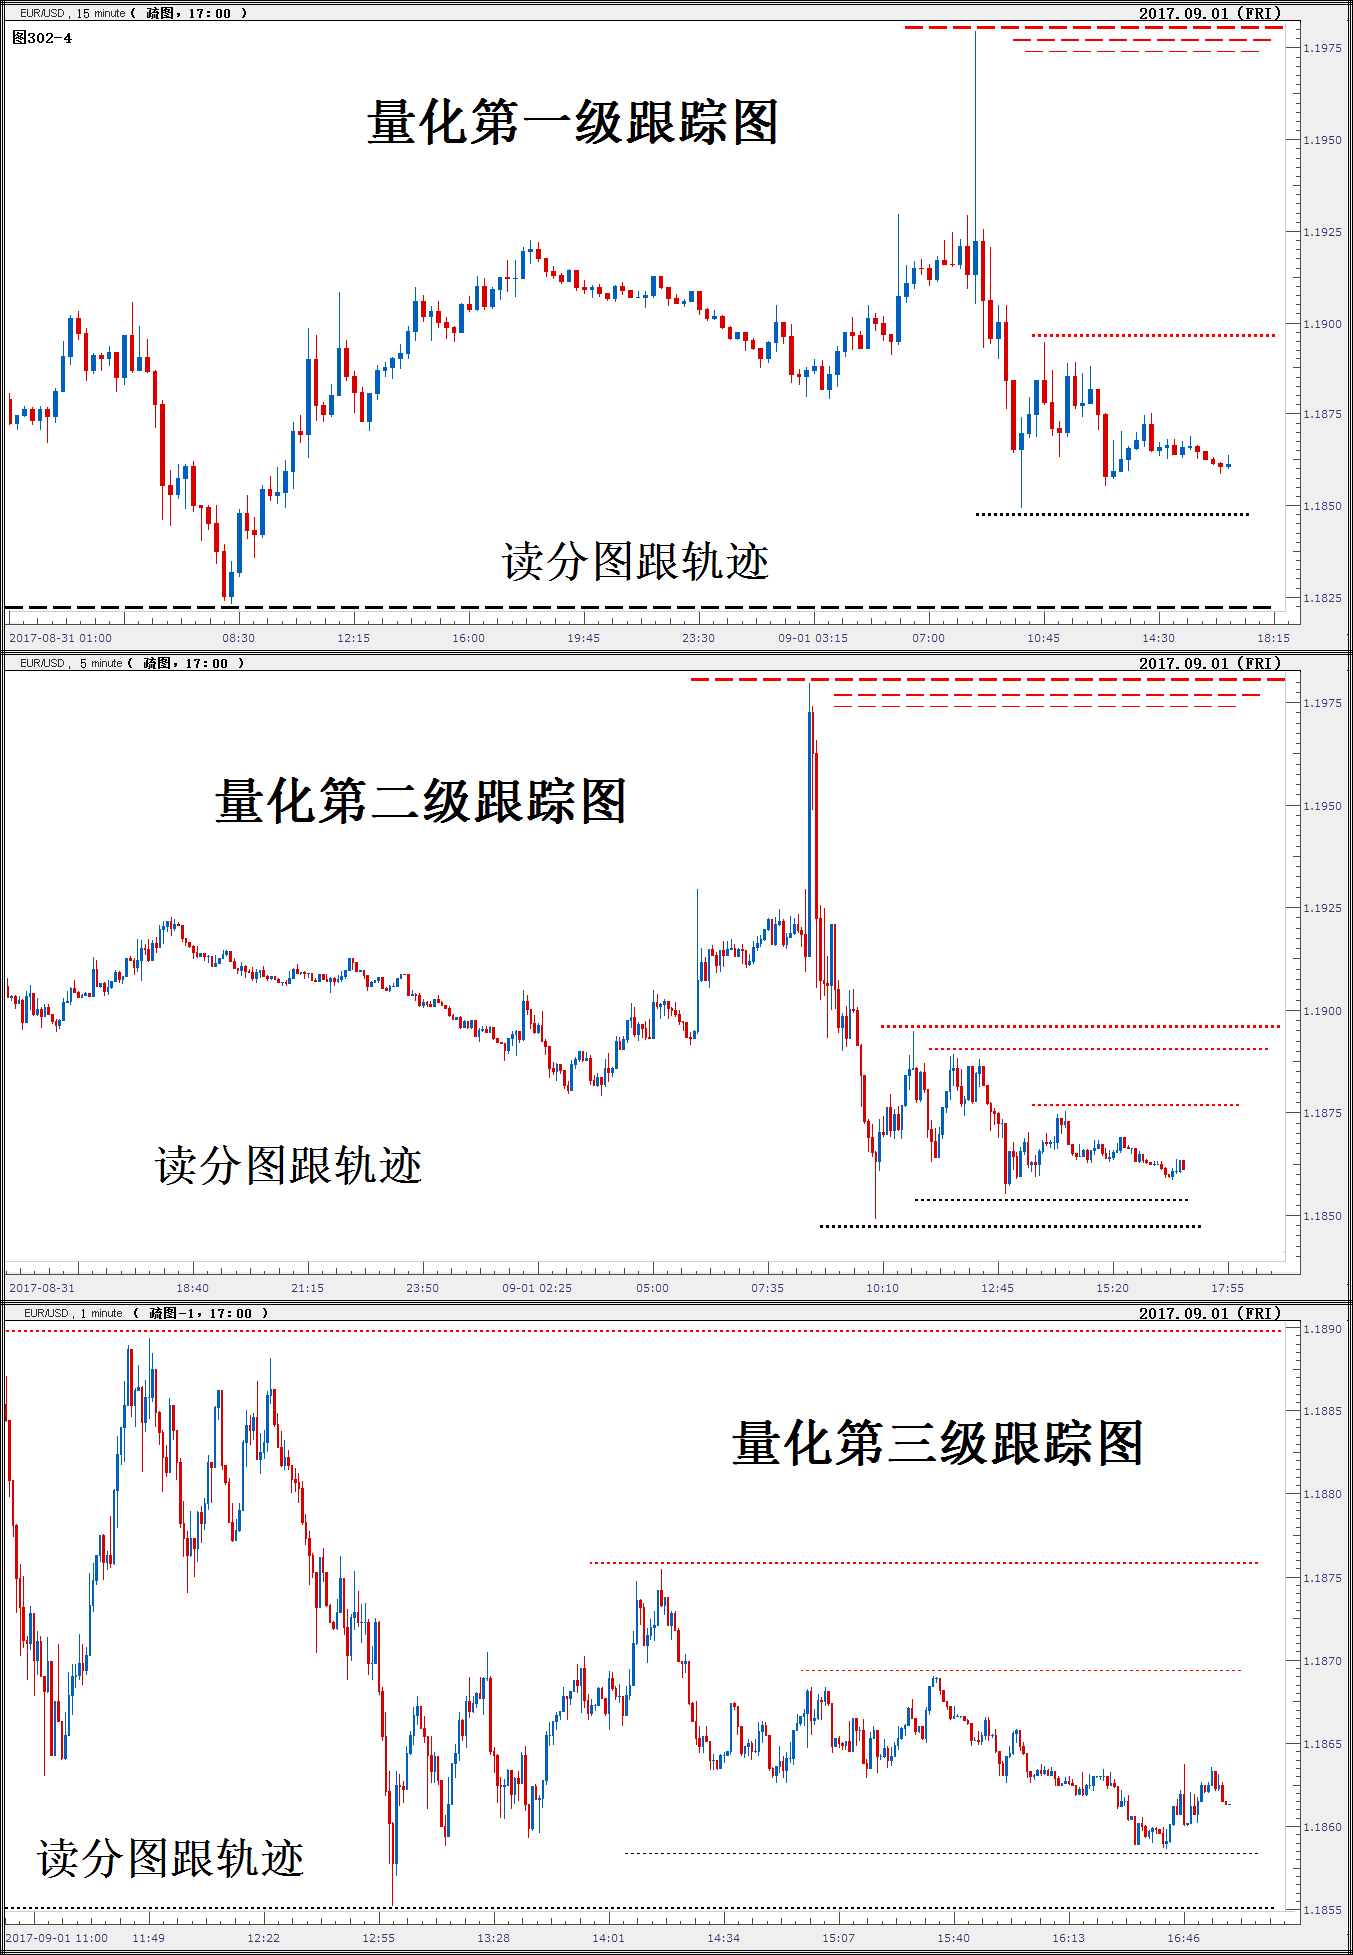 EUR/USD , 15 minute ( 疏图，17:00 )
2017.09.01 (FRI)
图302-4
1.1975
量化第一级跟踪图
1.1950
1.1925
1.1900
1.1875
1.1850
读分图跟轨迹
1.1825
2017-08-31 01:00 08:30 12:15 16:00 19:45 23:30 09-01 03:15 07:00 10:45 14:30 18:15
EUR/USD , 5 minute ( 疏图，17:00 )
2017.09.01 (FRI)
1.1975
量化第二级跟踪图
1.1950
1.1925
1.1900
1.1875
读分图跟轨迹
1.1850
2017-08-31 18:40 21:15 23:50 09-01 02:25 05:00 07:35 10:10 12:45 15:20 17:55
EUR/USD , 1 minute ( 疏图-1，17:00 )
2017.09.01 (FRI)
1.1890
1.1885
量化第三级跟踪图
1.1880
1.1875
1.1870
1.1865
1.1860
读分图跟轨迹
1.1855
2017-09-01 11:00 11:49 12:22 12:55 13:28 14:01 14:34 15:07 15:40 16:13 16:46